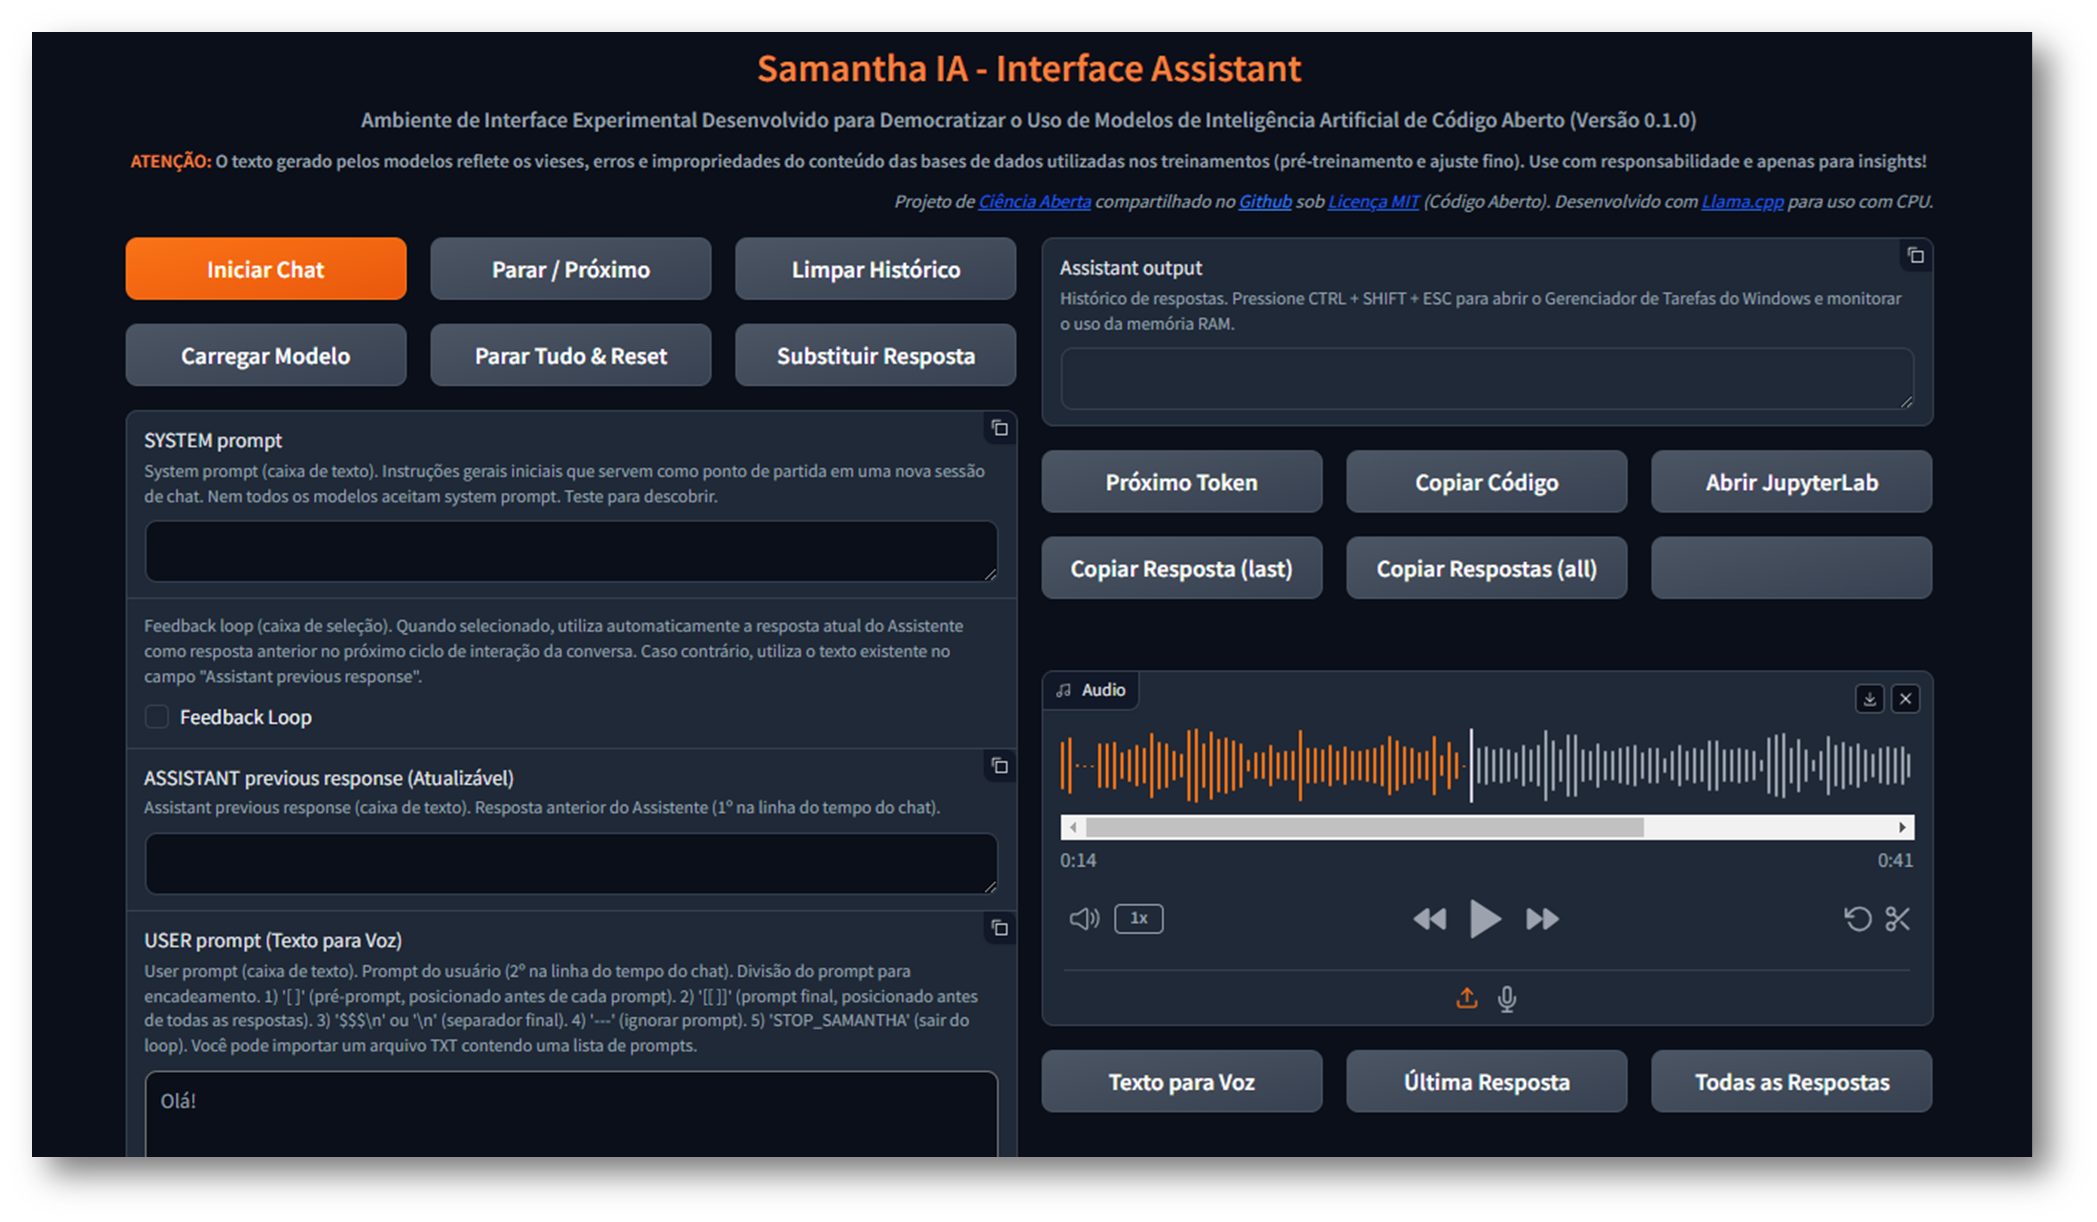 Samantha IA - Interface Assistant
Ambiente de Interface Experimental Desenvolvido para Democratizar o Uso de Modelos de Inteligência Artificial de Código Aberto (Versão 0.1.0)
ATENÇÃO: O texto gerado pelos modelos reflete os vieses, erros e impropriedades do conteúdo das bases de dados utilizadas nos treinamentos (pré-treinamento e ajuste fino). Use com responsabilidade e apenas para insights!
Projeto de Ciência Aberta compartilhado no Github sob Licença MIT (Código Aberto). Desenvolvido com Llama.cpp para uso com CPU.
Iniciar Chat
Parar / Próximo
Limpar Histórico
Carregar Modelo
Parar Tudo & Reset
Substituir Resposta
SYSTEM prompt
System prompt (caixa de texto). Instruções gerais iniciais que servem como ponto de partida em uma nova sessão
de chat. Nem todos os modelos aceitam system prompt. Teste para descobrir.
Feedback loop (caixa de seleção). Quando selecionado, utiliza automaticamente a resposta atual do Assistente
como resposta anterior no próximo ciclo de interação da conversa. Caso contrário, utiliza o texto existente no
campo "Assistant previous response".
Feedback Loop
ASSISTANT previous response (Atualizável)
Assistant previous response (caixa de texto). Resposta anterior do Assistente (1º na linha do tempo do chat).
USER prompt (Texto para Voz)
User prompt (caixa de texto). Prompt do usuário (2º na linha do tempo do chat). Divisão do prompt para
encadeamento. 1) '[ ]' (pré-prompt, posicionado antes de cada prompt). 2) '[[ ]]' (prompt final, posicionado antes
de todas as respostas). 3) '$$$\n' ou '\n' (separador final). 4) '---' (ignorar prompt). 5) 'STOP_SAMANTHA' (sair do
loop). Você pode importar um arquivo TXT contendo uma lista de prompts.
Olá!
Assistant output
Histórico de respostas. Pressione CTRL + SHIFT + ESC para abrir o Gerenciador de Tarefas do Windows e monitorar
o uso da memória RAM.
Próximo Token
Copiar Código
Abrir JupyterLab
Copiar Resposta (last)
Copiar Respostas (all)
Audio
0:14
0:41
1x
Texto para Voz
Última Resposta
Todas as Respostas